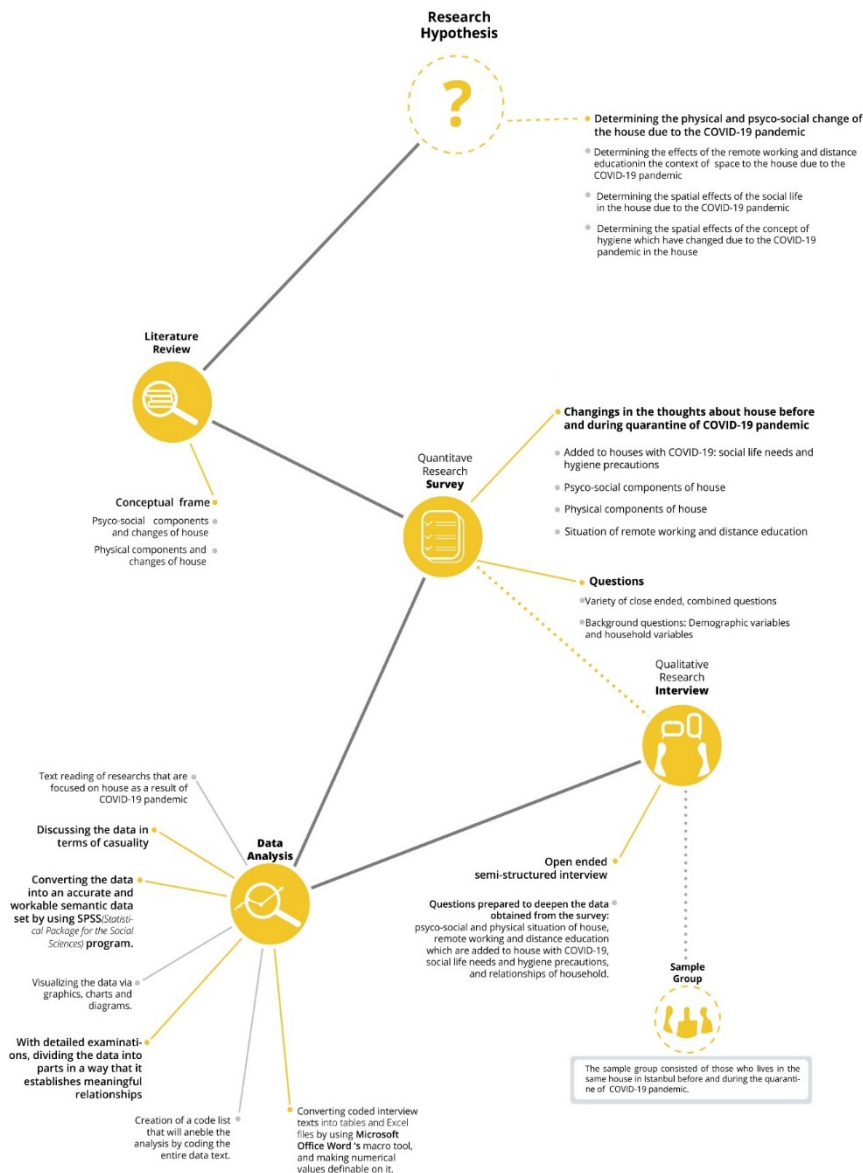 Research
Hypothesis
?
Determining the physical and psyco-social change of
the house due to the COVID-19 pandemic
Determining the effects of the remote working and distance
educationin the context of space to the house due to the
COVID-19 pandemic
Determining the spatial effects of the social life
in the house due to the COVID-19 pandemic
Determining the spatial effects of the concept of
hygiene which have changed due to the COVID-19
pandemic in the house
Literature
Review
Conceptual frame
Psyco-social components
and changes of house
Physical components and
changes of house
Quantitave
Research
Survey
Changings in the thoughts about house before
and during quarantine of COVID-19 pandemic
Added to houses with COVID-19: social life needs and
hygiene precautions
Psyco-social components of house
Physical components of house
Situation of remote working and distance education
Questions
Variety of close ended, combined questions
Background questions: Demographic variables
and household variables
Qualitative
Research
Interview
Open ended
semi-structured interview
Questions prepared to deepen the data
obtained from the survey:
psyco-social and physical situation of house,
remote working and distance education
which are added to house with COVID-19,
social life needs and hygiene precautions,
and relationships of household.
Sample
Group
The sample group consisted of those who lives in the
same house in Istanbul before and during the quaranti-
ne of COVID-19 pandemic.
Data
Analysis
Text reading of researchs that are
focused on house as a result of
COVID-19 pandemic
Discussing the data in
terms of casuality
Converting the data
into an accurate and
workable semantic data
set by using SPSS(Statisti-
cal Package for the Social
Sciences) program.
Visualizing the data via
graphics, charts and
diagrams.
With detailed examinati-
ons, dividing the data into
parts in a way that it
establishes meaningful
relationships
Creation of a code list
that will aneble the
analysis by coding the
entire data text.
Converting coded interview
texts into tables and Excel
files by using Microsoft
Office Word 's macro tool,
and making numerical
values definable on it.